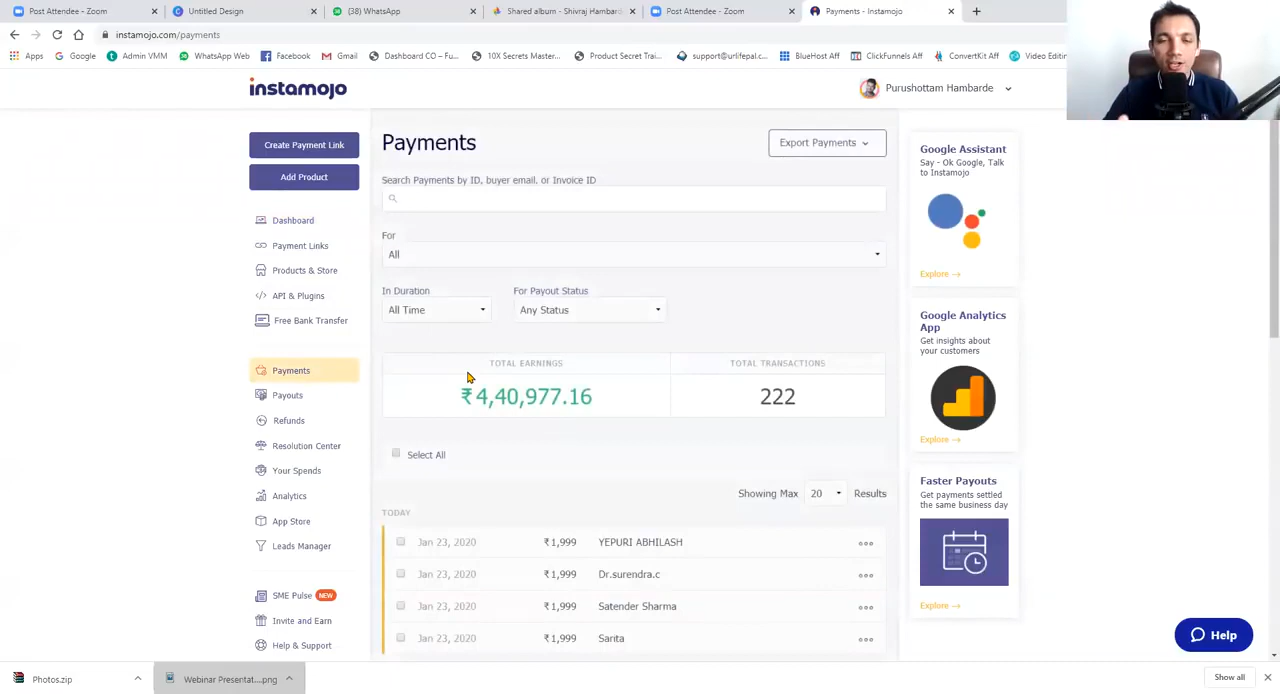 Post Attendee - Zoom
Untitled Design
(38) WhatsApp
Shared album - Shivraj Hambard
Post Attendee - Zoom
Payments - Instamojo
instamojo.com/payments
Apps
Google
Admin VMM
WhatsApp Web
Facebook
Gmail
Dashboard CO – Fu...
10X Secrets Master...
Product Secret Trai...
support@urlifepal.c...
BlueHost Aff
ClickFunnels Aff
ConvertKit Aff
Video Editin
instamojo
Purushottam Hambarde
Create Payment Link
Add Product
Dashboard
Payment Links
Products & Store
API & Plugins
Free Bank Transfer
Payments
Payouts
Refunds
Resolution Center
Your Spends
Analytics
App Store
Leads Manager
SME Pulse NEW
Invite and Earn
Help & Support
Payments
Export Payments
Search Payments by ID, buyer email, or Invoice ID
For
All
In Duration
For Payout Status
All Time
Any Status
TOTAL EARNINGS
TOTAL TRANSACTIONS
₹ 4,40,977.16
222
Select All
Showing Max 20 Results
TODAY
Jan 23, 2020 ₹ 1,999 YEPURI ABHILASH
Jan 23, 2020 ₹ 1,999 Dr.surendra.c
Jan 23, 2020 ₹ 1,999 Satender Sharma
Jan 23, 2020 ₹ 1,999 Sarita
Google Assistant
Say - Ok Google, Talk
to Instamojo
Explore →
Google Analytics
App
Get insights about
your customers
Explore →
Faster Payouts
Get payments settled
the same business day
Explore →
Help
Photos.zip
Webinar Presentat....png
Show all